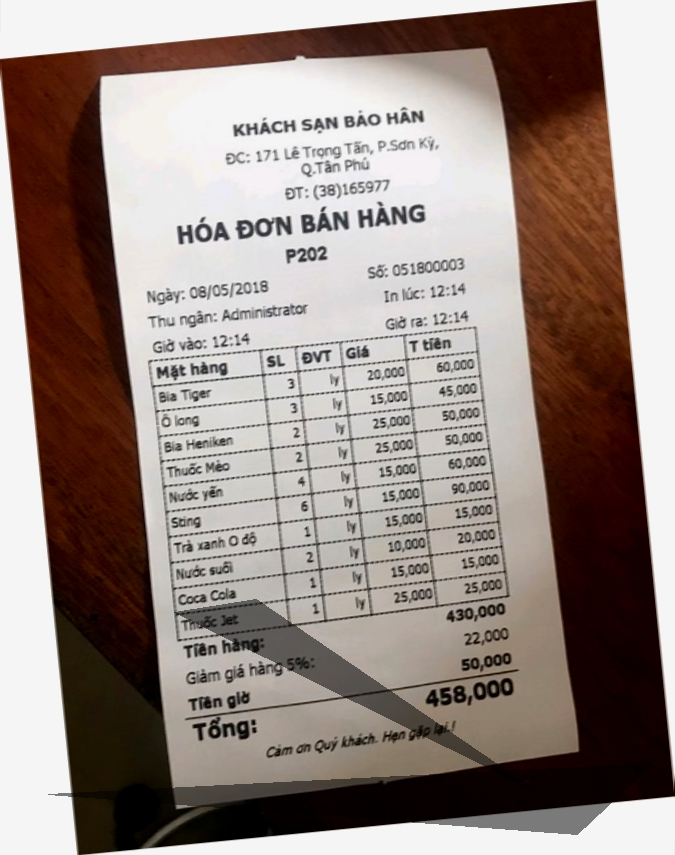 KHÁCH SẠN BẢO HÂN
ĐC: 171 Lê Trọng Tấn, P.Sơn Kỳ,
Q.Tân Phú
ĐT: (38)165977
HÓA ĐƠN BÁN HÀNG
P202
Ngày: 08/05/2018 Số: 051800003
Thu ngân: Administrator In lúc: 12:14
Giờ vào: 12:14 Giờ ra: 12:14
Mặt hàng SL ĐVT Giá T tiền
Bia Tiger 3 ly 20,000 60,000
Ô long 3 ly 15,000 45,000
Bia Heniken 2 ly 25,000 50,000
Thuốc Mèo 2 ly 25,000 50,000
Nước yến 4 ly 15,000 60,000
Sting 6 ly 15,000 90,000
Trà xanh O độ 1 ly 15,000 15,000
Nước suối 2 ly 10,000 20,000
Coca Cola 1 ly 15,000 15,000
Thuốc Jet 1 ly 25,000 25,000
Tiền hàng: 430,000
Giảm giá hàng 5%: 22,000
Tiền giờ 50,000
Tổng: 458,000
Cảm ơn Quý khách. Hẹn gặp lại.!